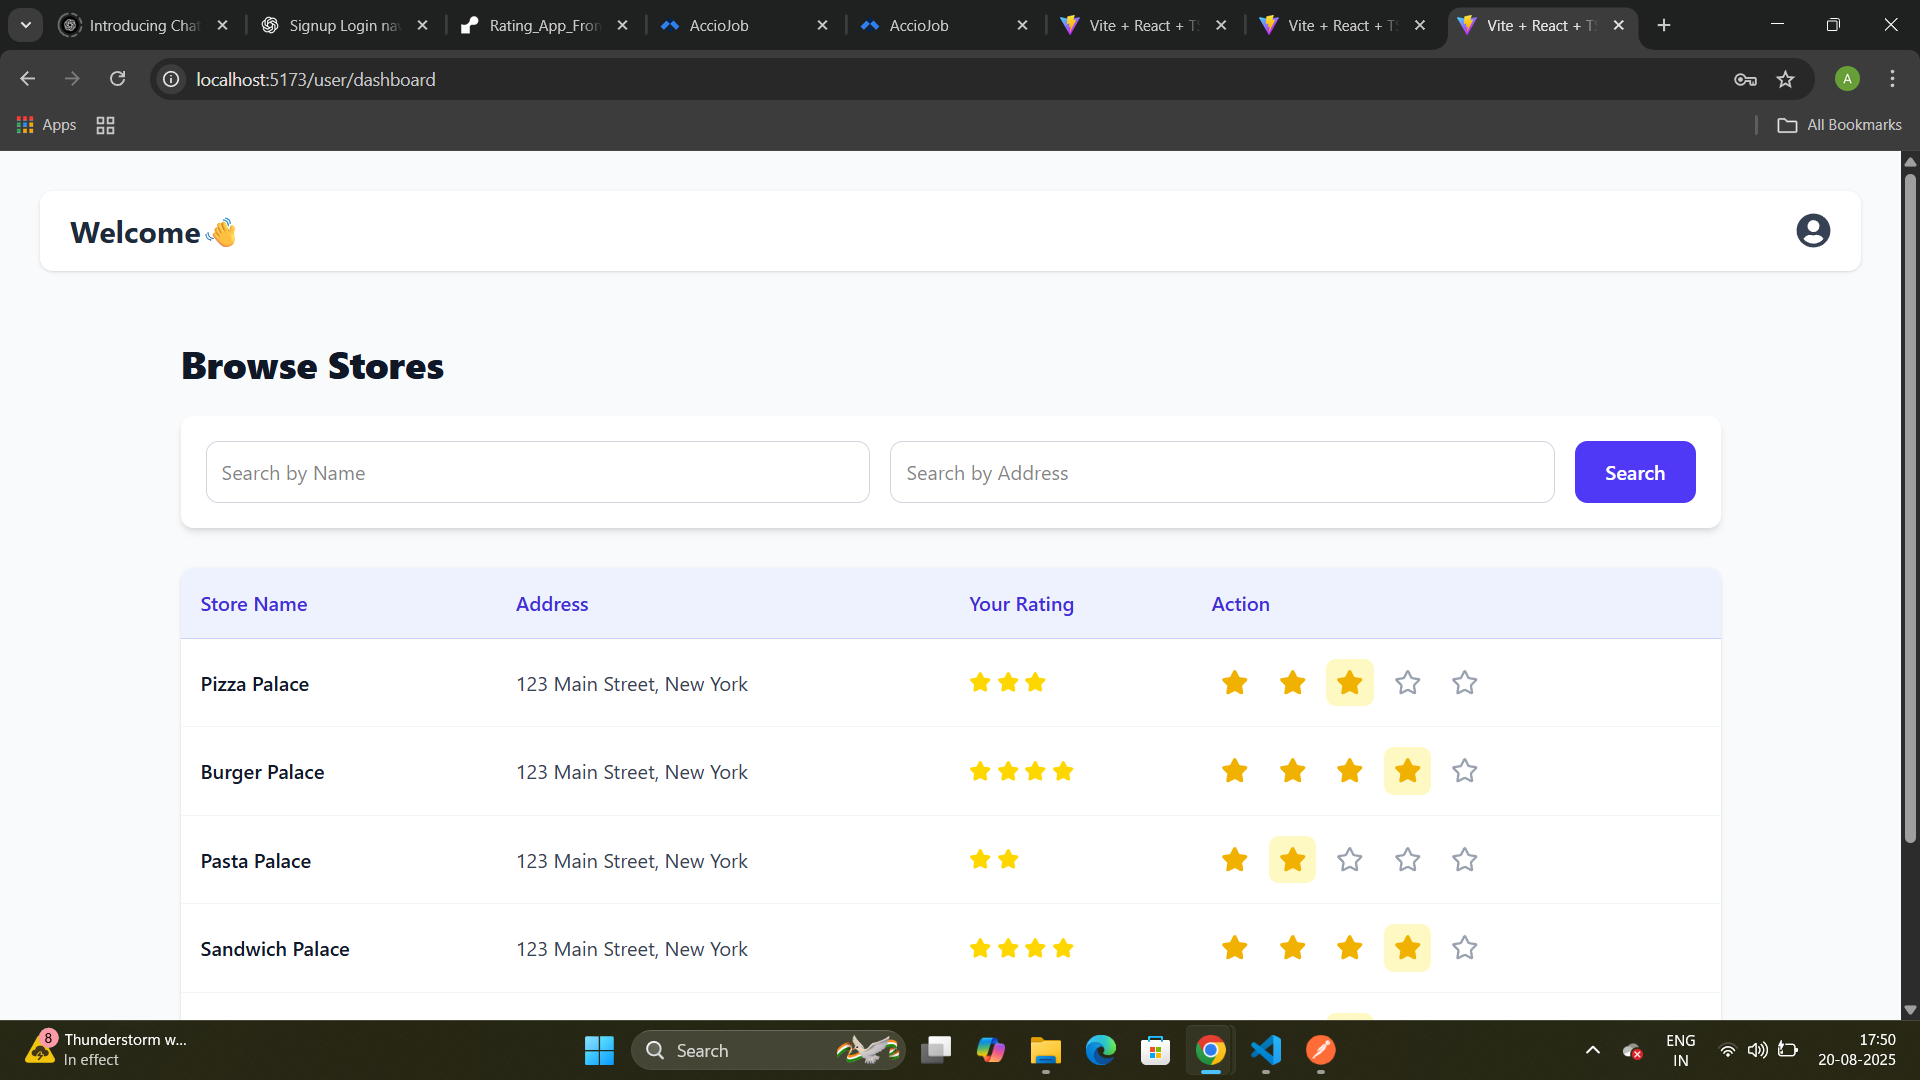 Introducing Chat
Signup Login nav
Rating_App_Fron
AccioJob
AccioJob
Vite + React + TS
Vite + React + TS
Vite + React + TS
localhost:5173/user/dashboard
A
Apps
All Bookmarks
Welcome 👋
Browse Stores
Search by Name
Search by Address
Search
Store Name Address Your Rating Action
Pizza Palace 123 Main Street, New York
Burger Palace 123 Main Street, New York
Pasta Palace 123 Main Street, New York
Sandwich Palace 123 Main Street, New York
8
Thunderstorm w...
In effect
Search
ENG
IN
17:50
20-08-2025